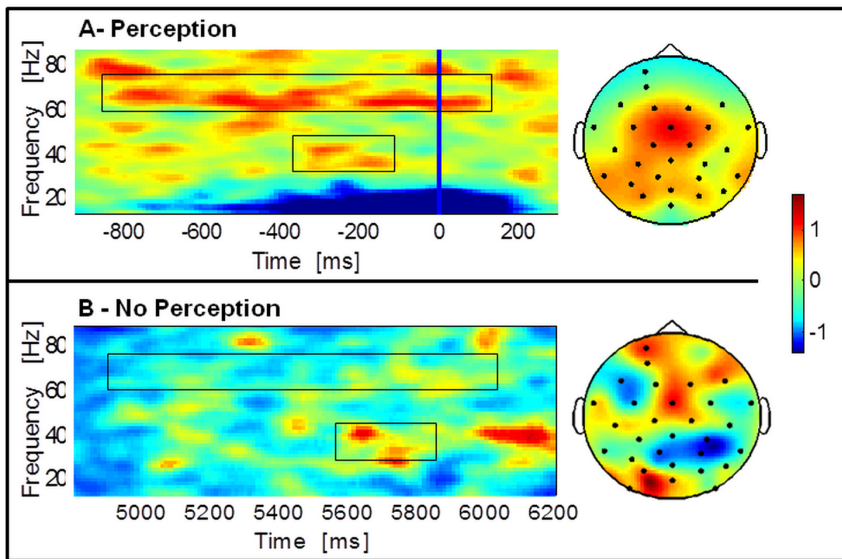 A- Perception
Frequency [Hz]
80
60
40
20
-800 -600 -400 -200 0 200
Time [ms]
1
0
-1
B - No Perception
Frequency [Hz]
80
60
40
20
5000 5200 5400 5600 5800 6000 6200
Time [ms]